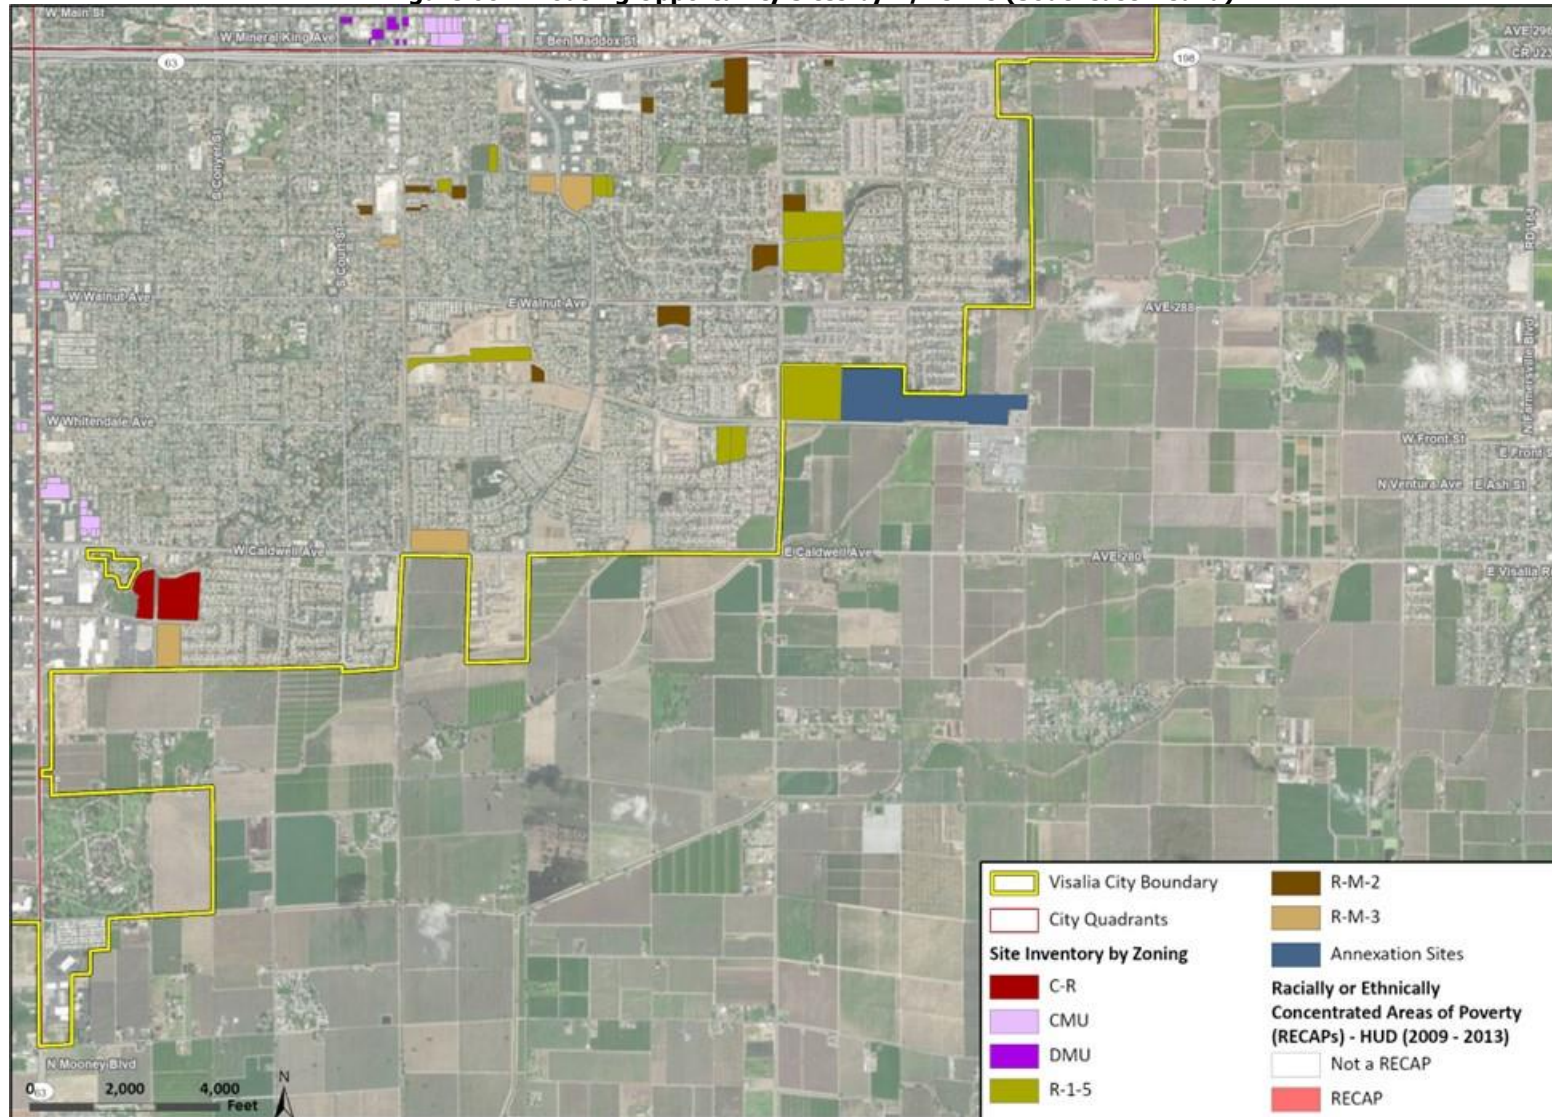 W Main St
W Mineral King Ave
S Ben Maddox St
63
198
AVE 296
S Conyer St
S Court St
RD 164
W Walnut Ave
E Walnut Ave
AVE 288
N Farmersville Blvd
W Whitendale Ave
W Front St
E Front S
N Ventura Ave
E Ash St
W Caldwell Ave
E Caldwell Ave
AVE 280
E Visalia R
N Mooney Blvd
63
0
2,000
4,000
Feet
N
Visalia City Boundary
City Quadrants
Site Inventory by Zoning
C-R
CMU
DMU
R-1-5
R-M-2
R-M-3
Annexation Sites
Racially or Ethnically
Concentrated Areas of Poverty
(RECAPs) - HUD (2009 - 2013)
Not a RECAP
RECAP